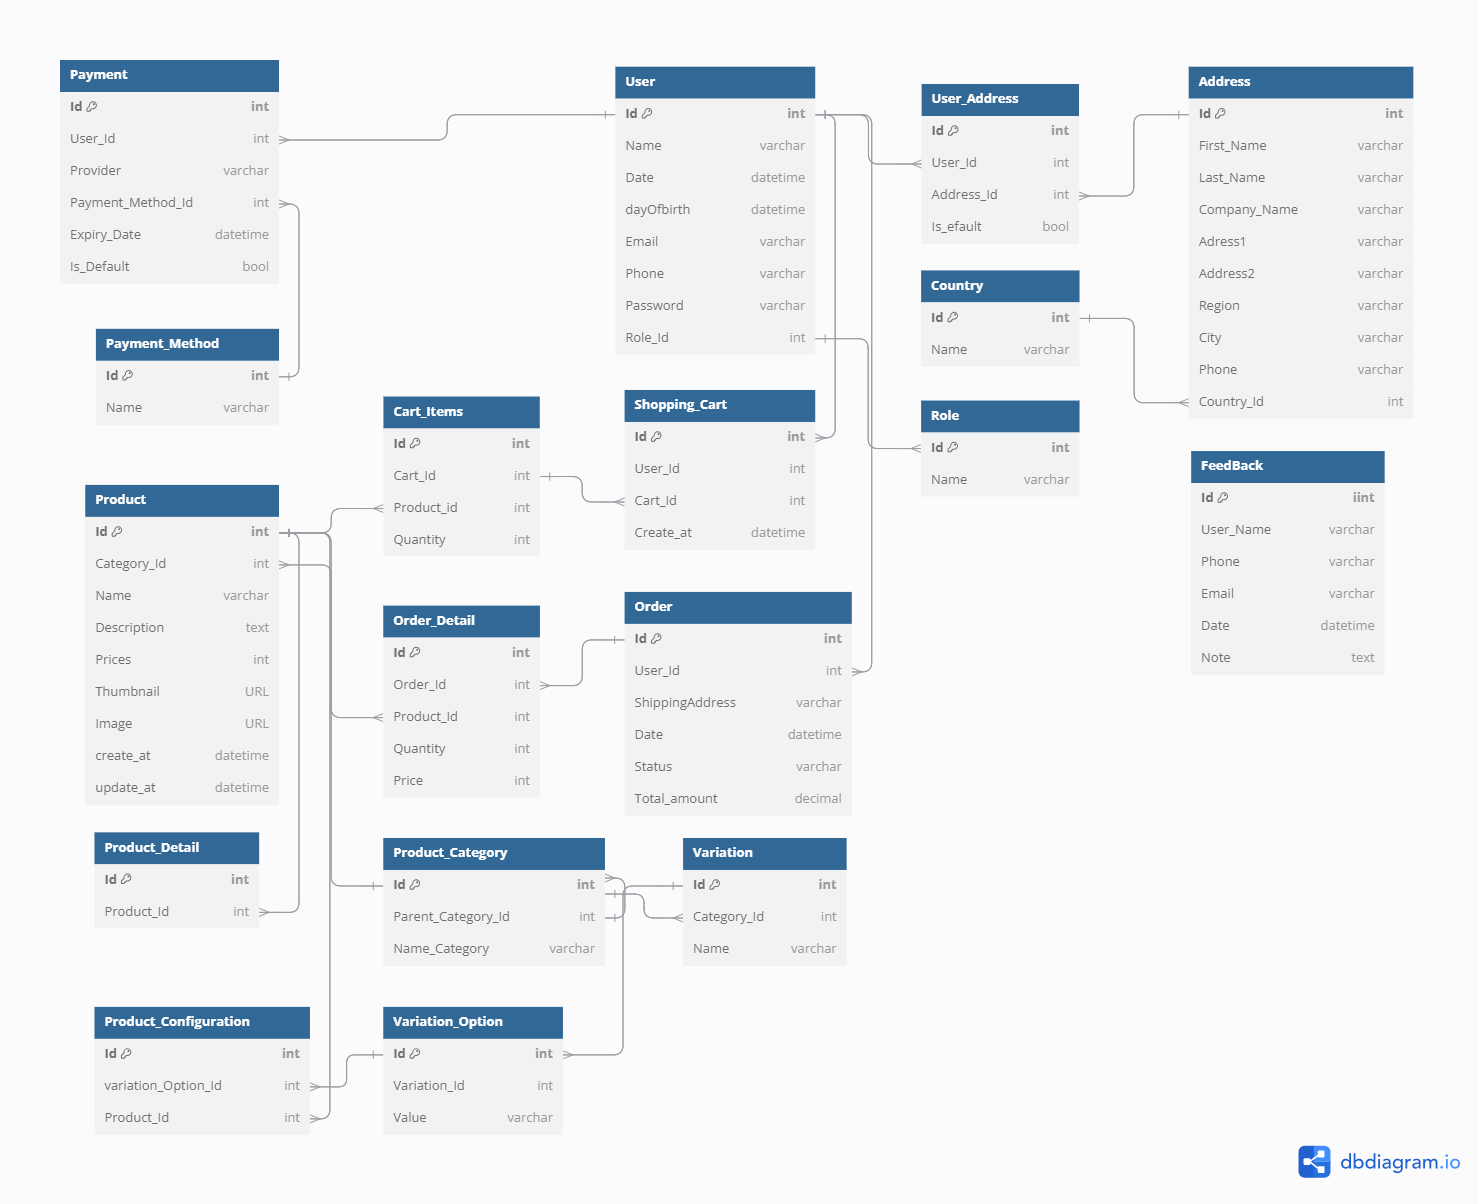 Payment
Id int
User_Id int
Provider varchar
Payment_Method_Id int
Expiry_Date datetime
Is_Default bool
User
Id int
Name varchar
Date datetime
dayOfbirth datetime
Email varchar
Phone varchar
Password varchar
Role_Id int
User_Address
Id int
User_Id int
Address_Id int
Is_efault bool
Address
Id int
First_Name varchar
Last_Name varchar
Company_Name varchar
Adress1 varchar
Address2 varchar
Region varchar
City varchar
Phone varchar
Country_Id int
Country
Id int
Name varchar
Payment_Method
Id int
Name varchar
Cart_Items
Id int
Cart_Id int
Product_id int
Quantity int
Shopping_Cart
Id int
User_Id int
Cart_Id int
Create_at datetime
Role
Id int
Name varchar
FeedBack
Id iint
User_Name varchar
Phone varchar
Email varchar
Date datetime
Note text
Product
Id int
Category_Id int
Name varchar
Description text
Prices int
Thumbnail URL
Image URL
create_at datetime
update_at datetime
Order_Detail
Id int
Order_Id int
Product_Id int
Quantity int
Price int
Order
Id int
User_Id int
ShippingAddress varchar
Date datetime
Status varchar
Total_amount decimal
Product_Detail
Id int
Product_Id int
Product_Category
Id int
Parent_Category_Id int
Name_Category varchar
Variation
Id int
Category_Id int
Name varchar
Product_Configuration
Id int
variation_Option_Id int
Product_Id int
Variation_Option
Id int
Variation_Id int
Value varchar
dbdiagram.io